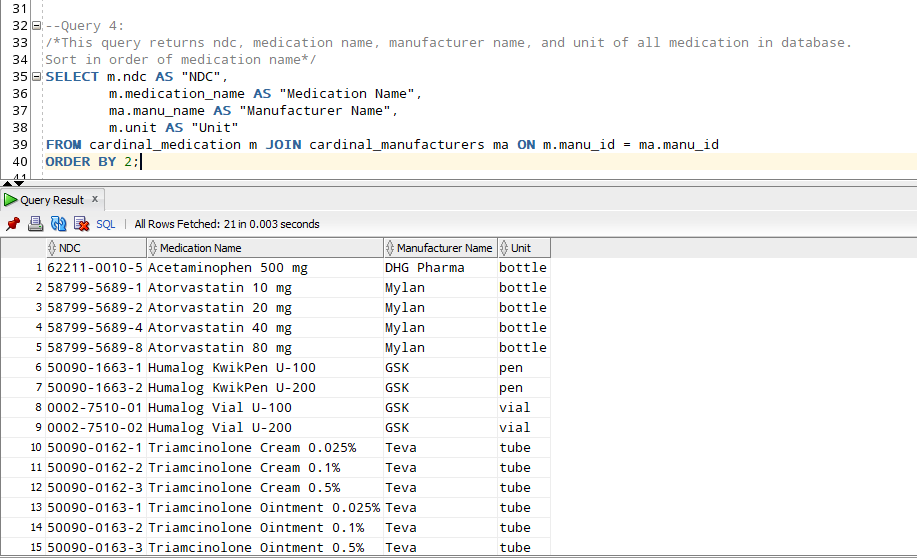 31
32 --Query 4:
33 /*This query returns ndc, medication name, manufacturer name, and unit of all medication in database.
34 Sort in order of medication name*/
35 SELECT m.ndc AS "NDC",
36 m.medication_name AS "Medication Name",
37 ma.manu_name AS "Manufacturer Name",
38 m.unit AS "Unit"
39 FROM cardinal_medication m JOIN cardinal_manufacturers ma ON m.manu_id = ma.manu_id
40 ORDER BY 2;
41
Query Result x
SQL | All Rows Fetched: 21 in 0.003 seconds
NDC Medication Name Manufacturer Name Unit
1 62211-0010-5 Acetaminophen 500 mg DHG Pharma bottle
2 58799-5689-1 Atorvastatin 10 mg Mylan bottle
3 58799-5689-2 Atorvastatin 20 mg Mylan bottle
4 58799-5689-4 Atorvastatin 40 mg Mylan bottle
5 58799-5689-8 Atorvastatin 80 mg Mylan bottle
6 50090-1663-1 Humalog KwikPen U-100 GSK pen
7 50090-1663-2 Humalog KwikPen U-200 GSK pen
8 0002-7510-01 Humalog Vial U-100 GSK vial
9 0002-7510-02 Humalog Vial U-200 GSK vial
10 50090-0162-1 Triamcinolone Cream 0.025% Teva tube
11 50090-0162-2 Triamcinolone Cream 0.1% Teva tube
12 50090-0162-3 Triamcinolone Cream 0.5% Teva tube
13 50090-0163-1 Triamcinolone Ointment 0.025% Teva tube
14 50090-0163-2 Triamcinolone Ointment 0.1% Teva tube
15 50090-0163-3 Triamcinolone Ointment 0.5% Teva tube